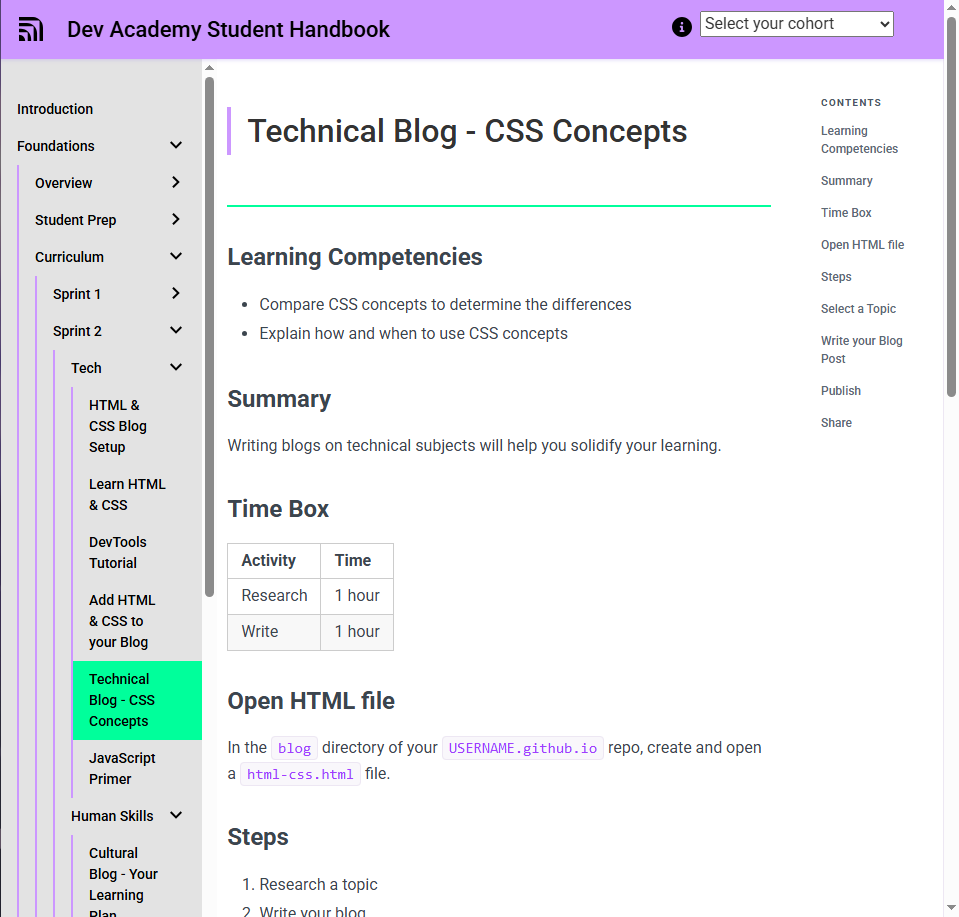 Dev Academy Student Handbook
Select your cohort
Introduction
Foundations
Overview
Student Prep
Curriculum
Sprint 1
Sprint 2
Tech
HTML &
CSS Blog
Setup
Learn HTML
& CSS
DevTools
Tutorial
Add HTML
& CSS to
your Blog
Technical
Blog - CSS
Concepts
JavaScript
Primer
Human Skills
Cultural
Blog - Your
Learning
Plan
Technical Blog - CSS Concepts
Learning Competencies
• Compare CSS concepts to determine the differences
• Explain how and when to use CSS concepts
Summary
Writing blogs on technical subjects will help you solidify your learning.
Time Box
Activity Time
Research 1 hour
Write 1 hour
Open HTML file
In the blog directory of your USERNAME.github.io repo, create and open
a html-css.html file.
Steps
1. Research a topic
2. Write your blog
CONTENTS
Learning
Competencies
Summary
Time Box
Open HTML file
Steps
Select a Topic
Write your Blog
Post
Publish
Share